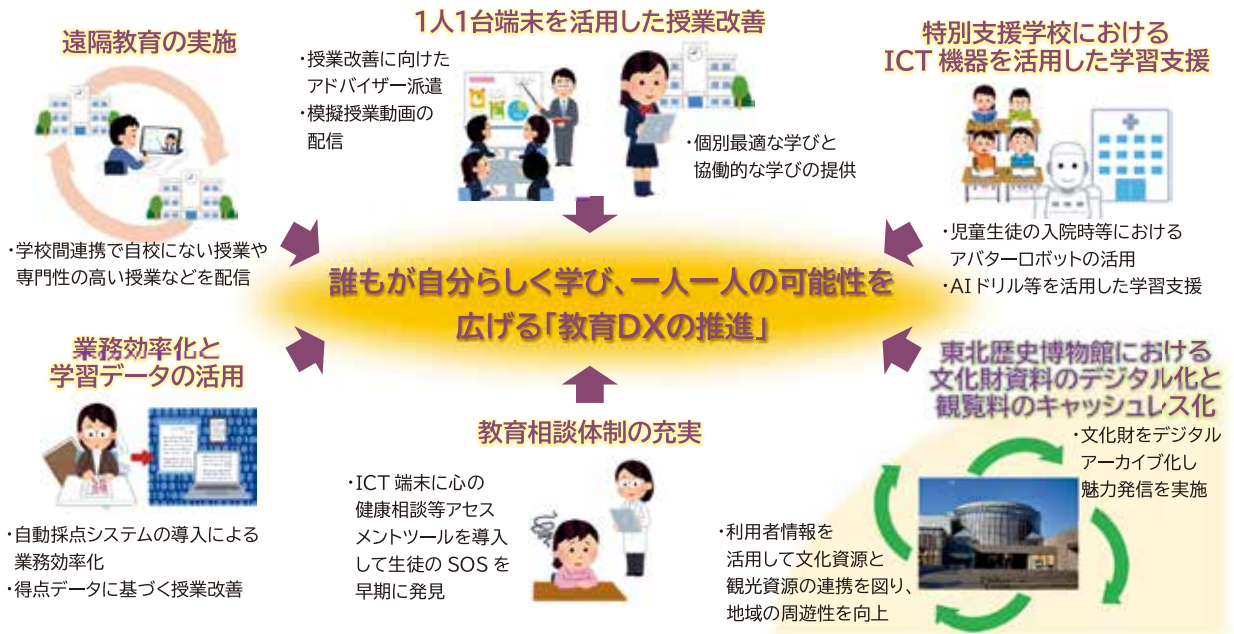 遠隔教育の実施
・学校間連携で自校にない授業や
専門性の高い授業などを配信
1人1台端末を活用した授業改善
・授業改善に向けた
アドバイザー派遣
・模擬授業動画の
配信
・個別最適な学びと
協働的な学びの提供
特別支援学校における
ICT機器を活用した学習支援
・児童生徒の入院時等における
アバターロボットの活用
・AIドリル等を活用した学習支援
誰もが自分らしく学び、一人一人の可能性を
広げる「教育DXの推進」
業務効率化と
学習データの活用
・自動採点システムの導入による
業務効率化
・得点データに基づく授業改善
教育相談体制の充実
・ICT端末に心の
健康相談等アセス
メントツールを導入
して生徒のSOSを
早期に発見
東北歴史博物館における
文化財資料のデジタル化と
観覧料のキャッシュレス化
・文化財をデジタル
アーカイブ化し
魅力発信を実施
・利用者情報を
活用して文化資源と
観光資源の連携を図り、
地域の周遊性を向上